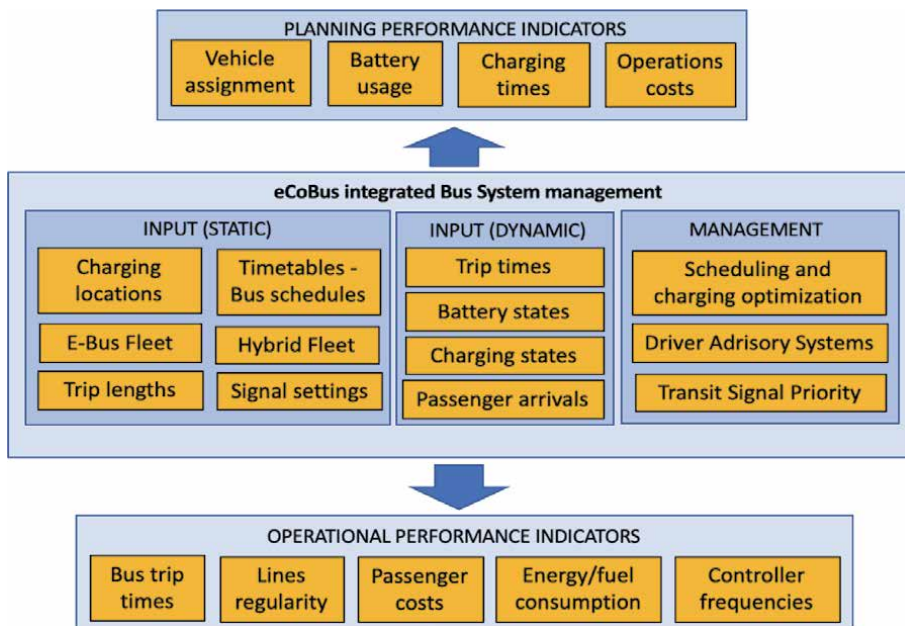 PLANNING PERFORMANCE INDICATORS
Vehicle
assignment
Battery
usage
Charging
times
Operations
costs
eCoBus integrated Bus System management
INPUT (STATIC)
Charging
locations
Timetables -
Bus schedules
E-Bus Fleet
Hybrid Fleet
Trip lengths
Signal settings
INPUT (DYNAMIC)
Trip times
Battery states
Charging states
Passenger arrivals
MANAGEMENT
Scheduling and
charging optimization
Driver Adrisory Systems
Transit Signal Priority
OPERATIONAL PERFORMANCE INDICATORS
Bus trip
times
Lines
regularity
Passenger
costs
Energy/fuel
consumption
Controller
frequencies